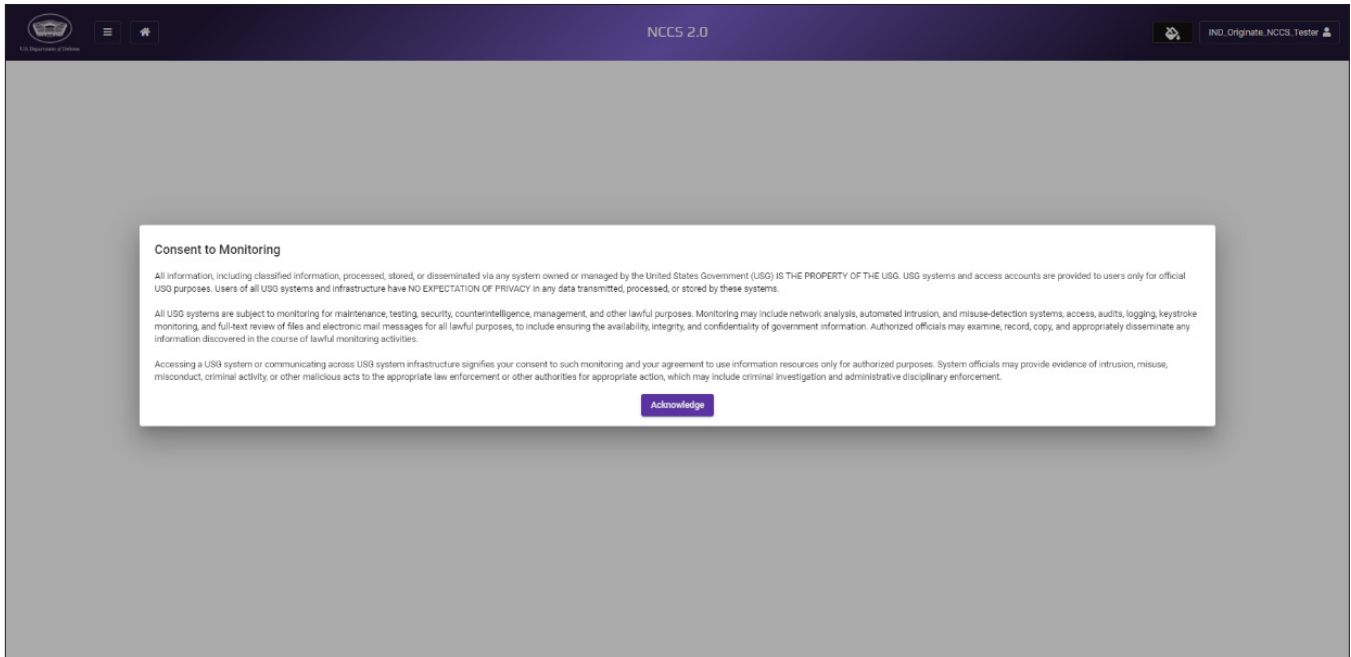 NCCS 2.0
IND_Originate_NCCS_Tester
U.S. Department of Defense
Consent to Monitoring
All information, including classified information, processed, stored, or disseminated via any system owned or managed by the United States Government (USG) IS THE PROPERTY OF THE USG. USG systems and access accounts are provided to users only for official
USG purposes. Users of all USG systems and infrastructure have NO EXPECTATION OF PRIVACY in any data transmitted, processed, or stored by these systems.
All USG systems are subject to monitoring for maintenance, testing, security, counterintelligence, management, and other lawful purposes. Monitoring may include network analysis, automated intrusion, and misuse-detection systems, access, audits, logging, keystroke
monitoring, and full-text review of files and electronic mail messages for all lawful purposes, to include ensuring the availability, integrity, and confidentiality of government information. Authorized officials may examine, record, copy, and appropriately disseminate any
information discovered in the course of lawful monitoring activities.
Accessing a USG system or communicating across USG system infrastructure signifies your consent to such monitoring and your agreement to use information resources only for authorized purposes. System officials may provide evidence of intrusion, misuse,
misconduct, criminal activity, or other malicious acts to the appropriate law enforcement or other authorities for appropriate action, which may include criminal investigation and administrative disciplinary enforcement.
Acknowledge